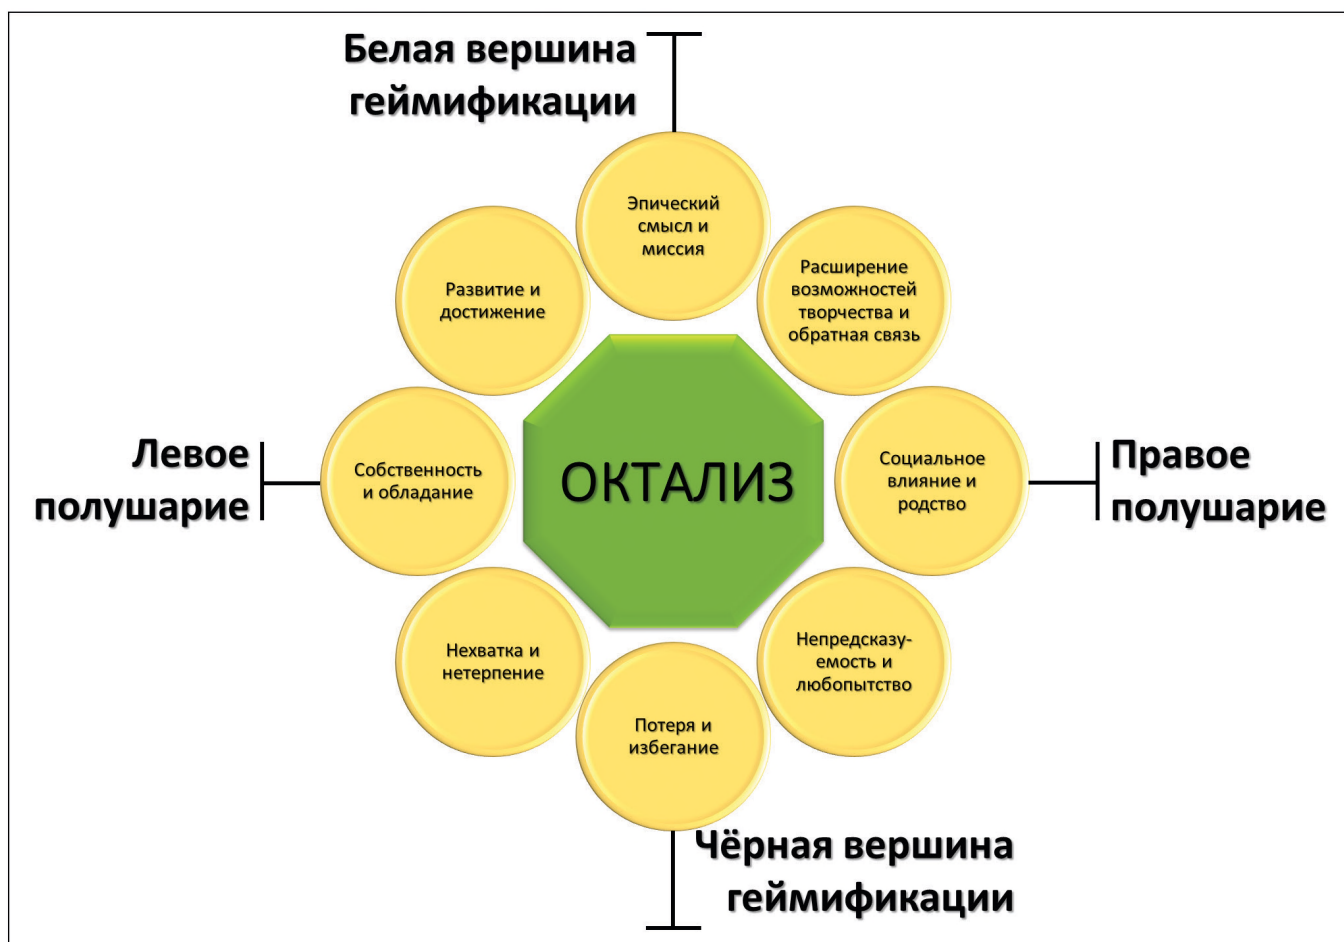 Белая вершина
геймификации
Эпический
смысл и
миссия
Развитие и
достижение
Расширение
возможностей
творчества и
обратная связь
Левое
полушарие
Собственность
и обладание
ОКТАЛИЗ
Социальное
влияние и
родство
Правое
полушарие
Нехватка и
нетерпение
Непредсказу-
емость и
любопытство
Потеря и
избегание
Чёрная вершина
геймификации